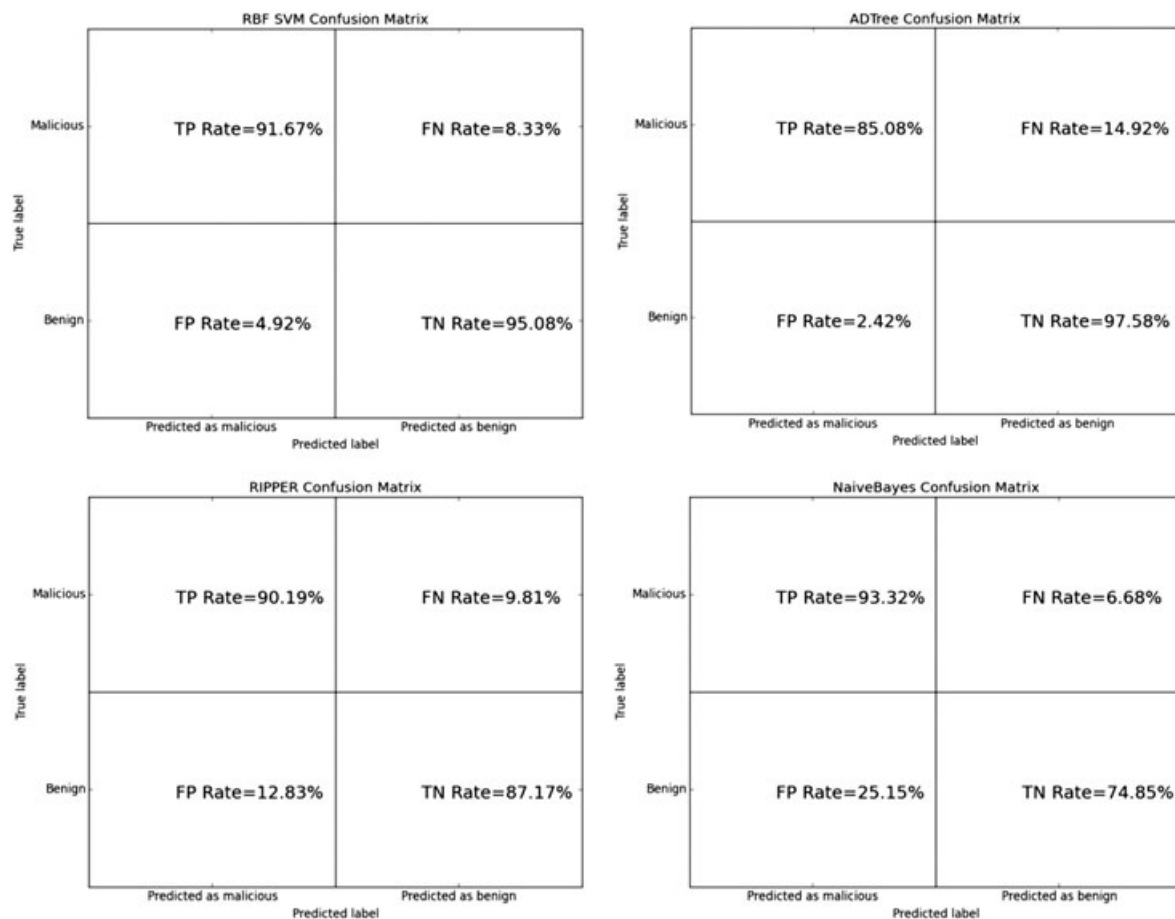 RBF SVM Confusion Matrix
Malicious
TP Rate=91.67%
FN Rate=8.33%
True label
Benign
FP Rate=4.92%
TN Rate=95.08%
Predicted as malicious
Predicted as benign
Predicted label
ADTree Confusion Matrix
Malicious
TP Rate=85.08%
FN Rate=14.92%
True label
Benign
FP Rate=2.42%
TN Rate=97.58%
Predicted as malicious
Predicted as benign
Predicted label
RIPPER Confusion Matrix
Malicious
TP Rate=90.19%
FN Rate=9.81%
True label
Benign
FP Rate=12.83%
TN Rate=87.17%
Predicted as malicious
Predicted as benign
Predicted label
NaiveBayes Confusion Matrix
Malicious
TP Rate=93.32%
FN Rate=6.68%
True label
Benign
FP Rate=25.15%
TN Rate=74.85%
Predicted as malicious
Predicted as benign
Predicted label